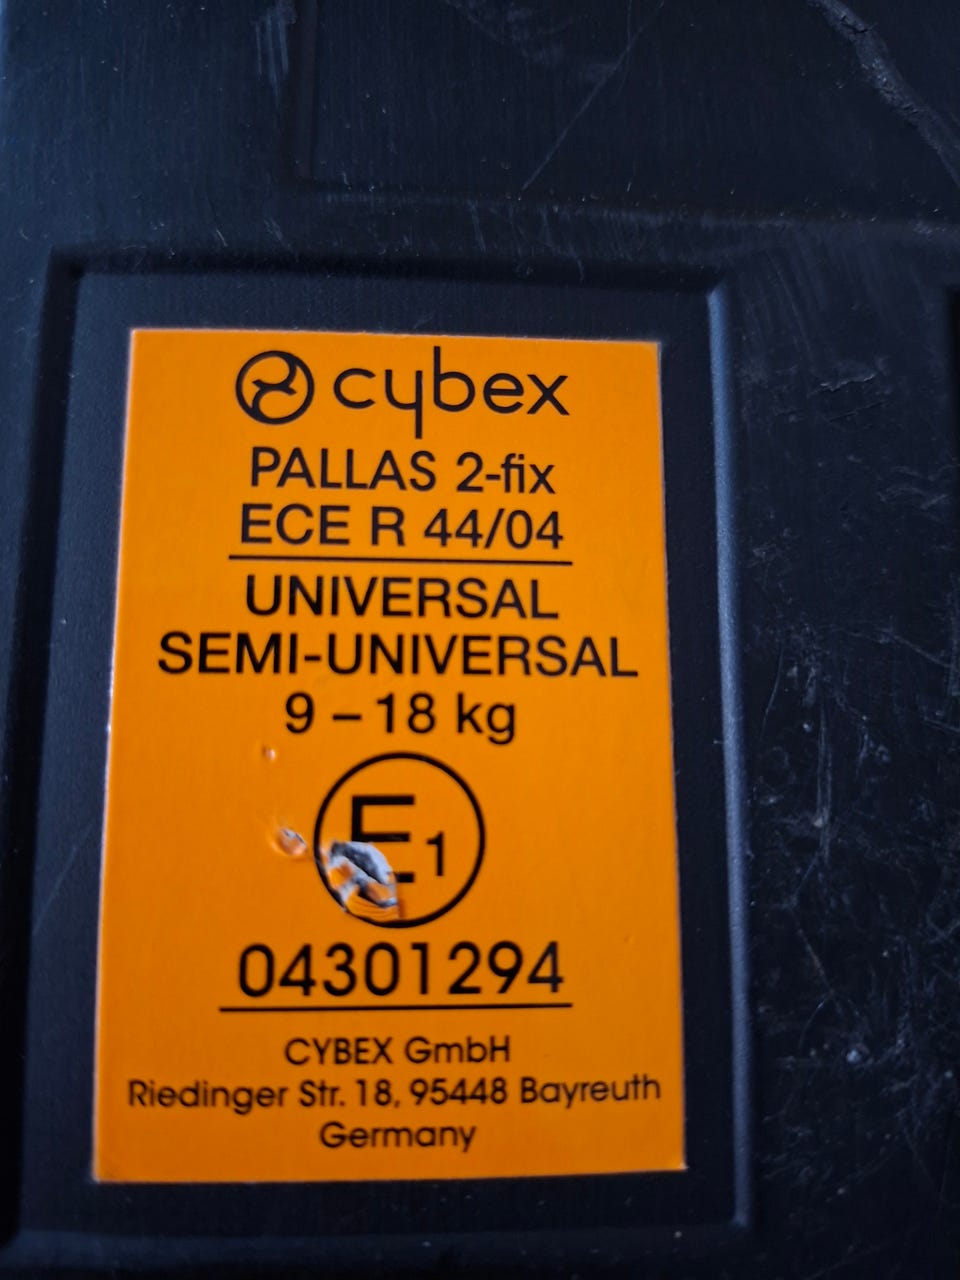 cybex
PALLAS 2-fix
ECE R 44/04
UNIVERSAL
SEMI-UNIVERSAL
9 – 18 kg
E1
04301294
CYBEX GmbH
Riedinger Str. 18, 95448 Bayreuth
Germany